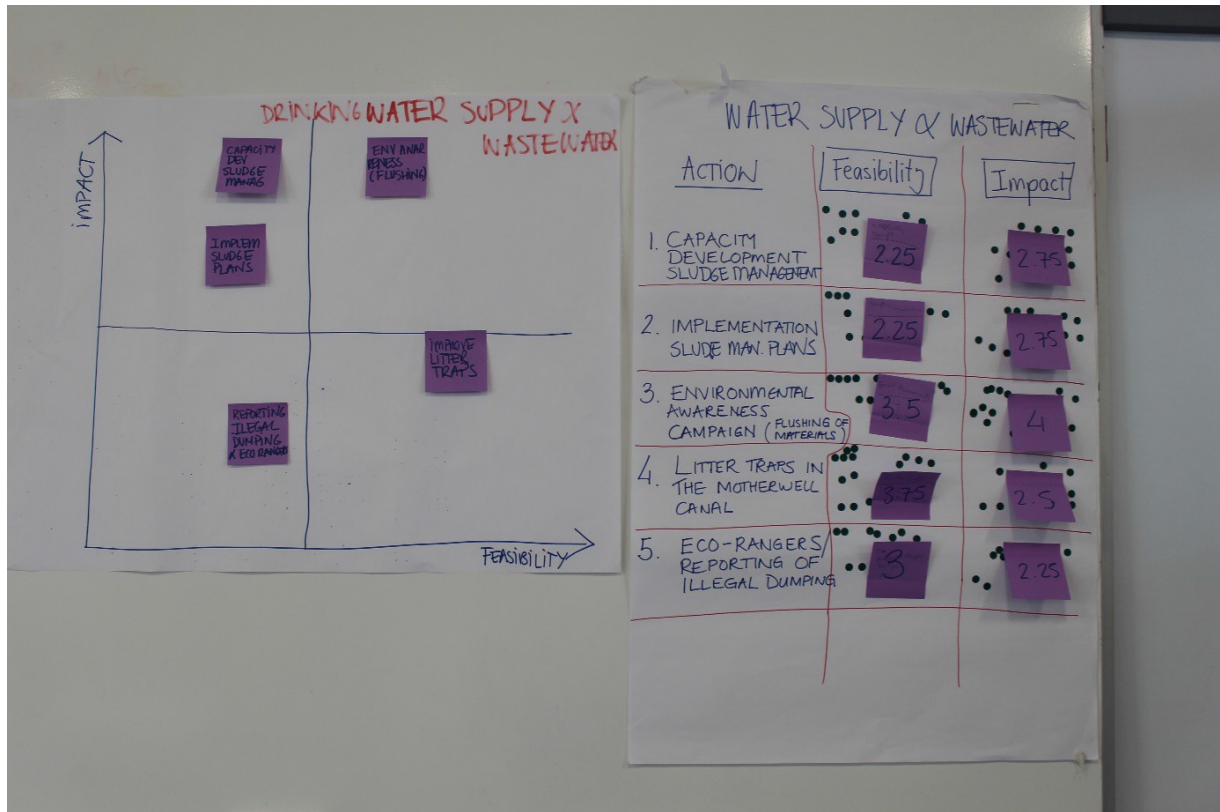 DRINKING WATER SUPPLY &
WASTEWATER
IMPACT
CAPACITY
DEV
SLUDGE
MANAG
ENV AWAR
ENESS
(FLUSHING)
IMPLEM
SLUDGE
PLANS
IMPROVE
LITTER
TRAPS
REPORTING
ILEGAL
DUMPING
& ECO RANGERS
FEASIBILITY
WATER SUPPLY & WASTEWATER
ACTION
Feasibility
Impact
1. CAPACITY
DEVELOPMENT
SLUDGE MANAGEMENT
2.25
2.75
2. IMPLEMENTATION
SLUDE MAN. PLANS
2.25
2.75
3. ENVIRONMENTAL
AWARENESS
CAMPAIGN (FLUSHING OF
MATERIALS)
3.5
4
4. LITTER TRAPS IN
THE MOTHERWELL
CANAL
3.75
2.5
5. ECO-RANGERS/
REPORTING OF
ILLEGAL DUMPING
3
2.25